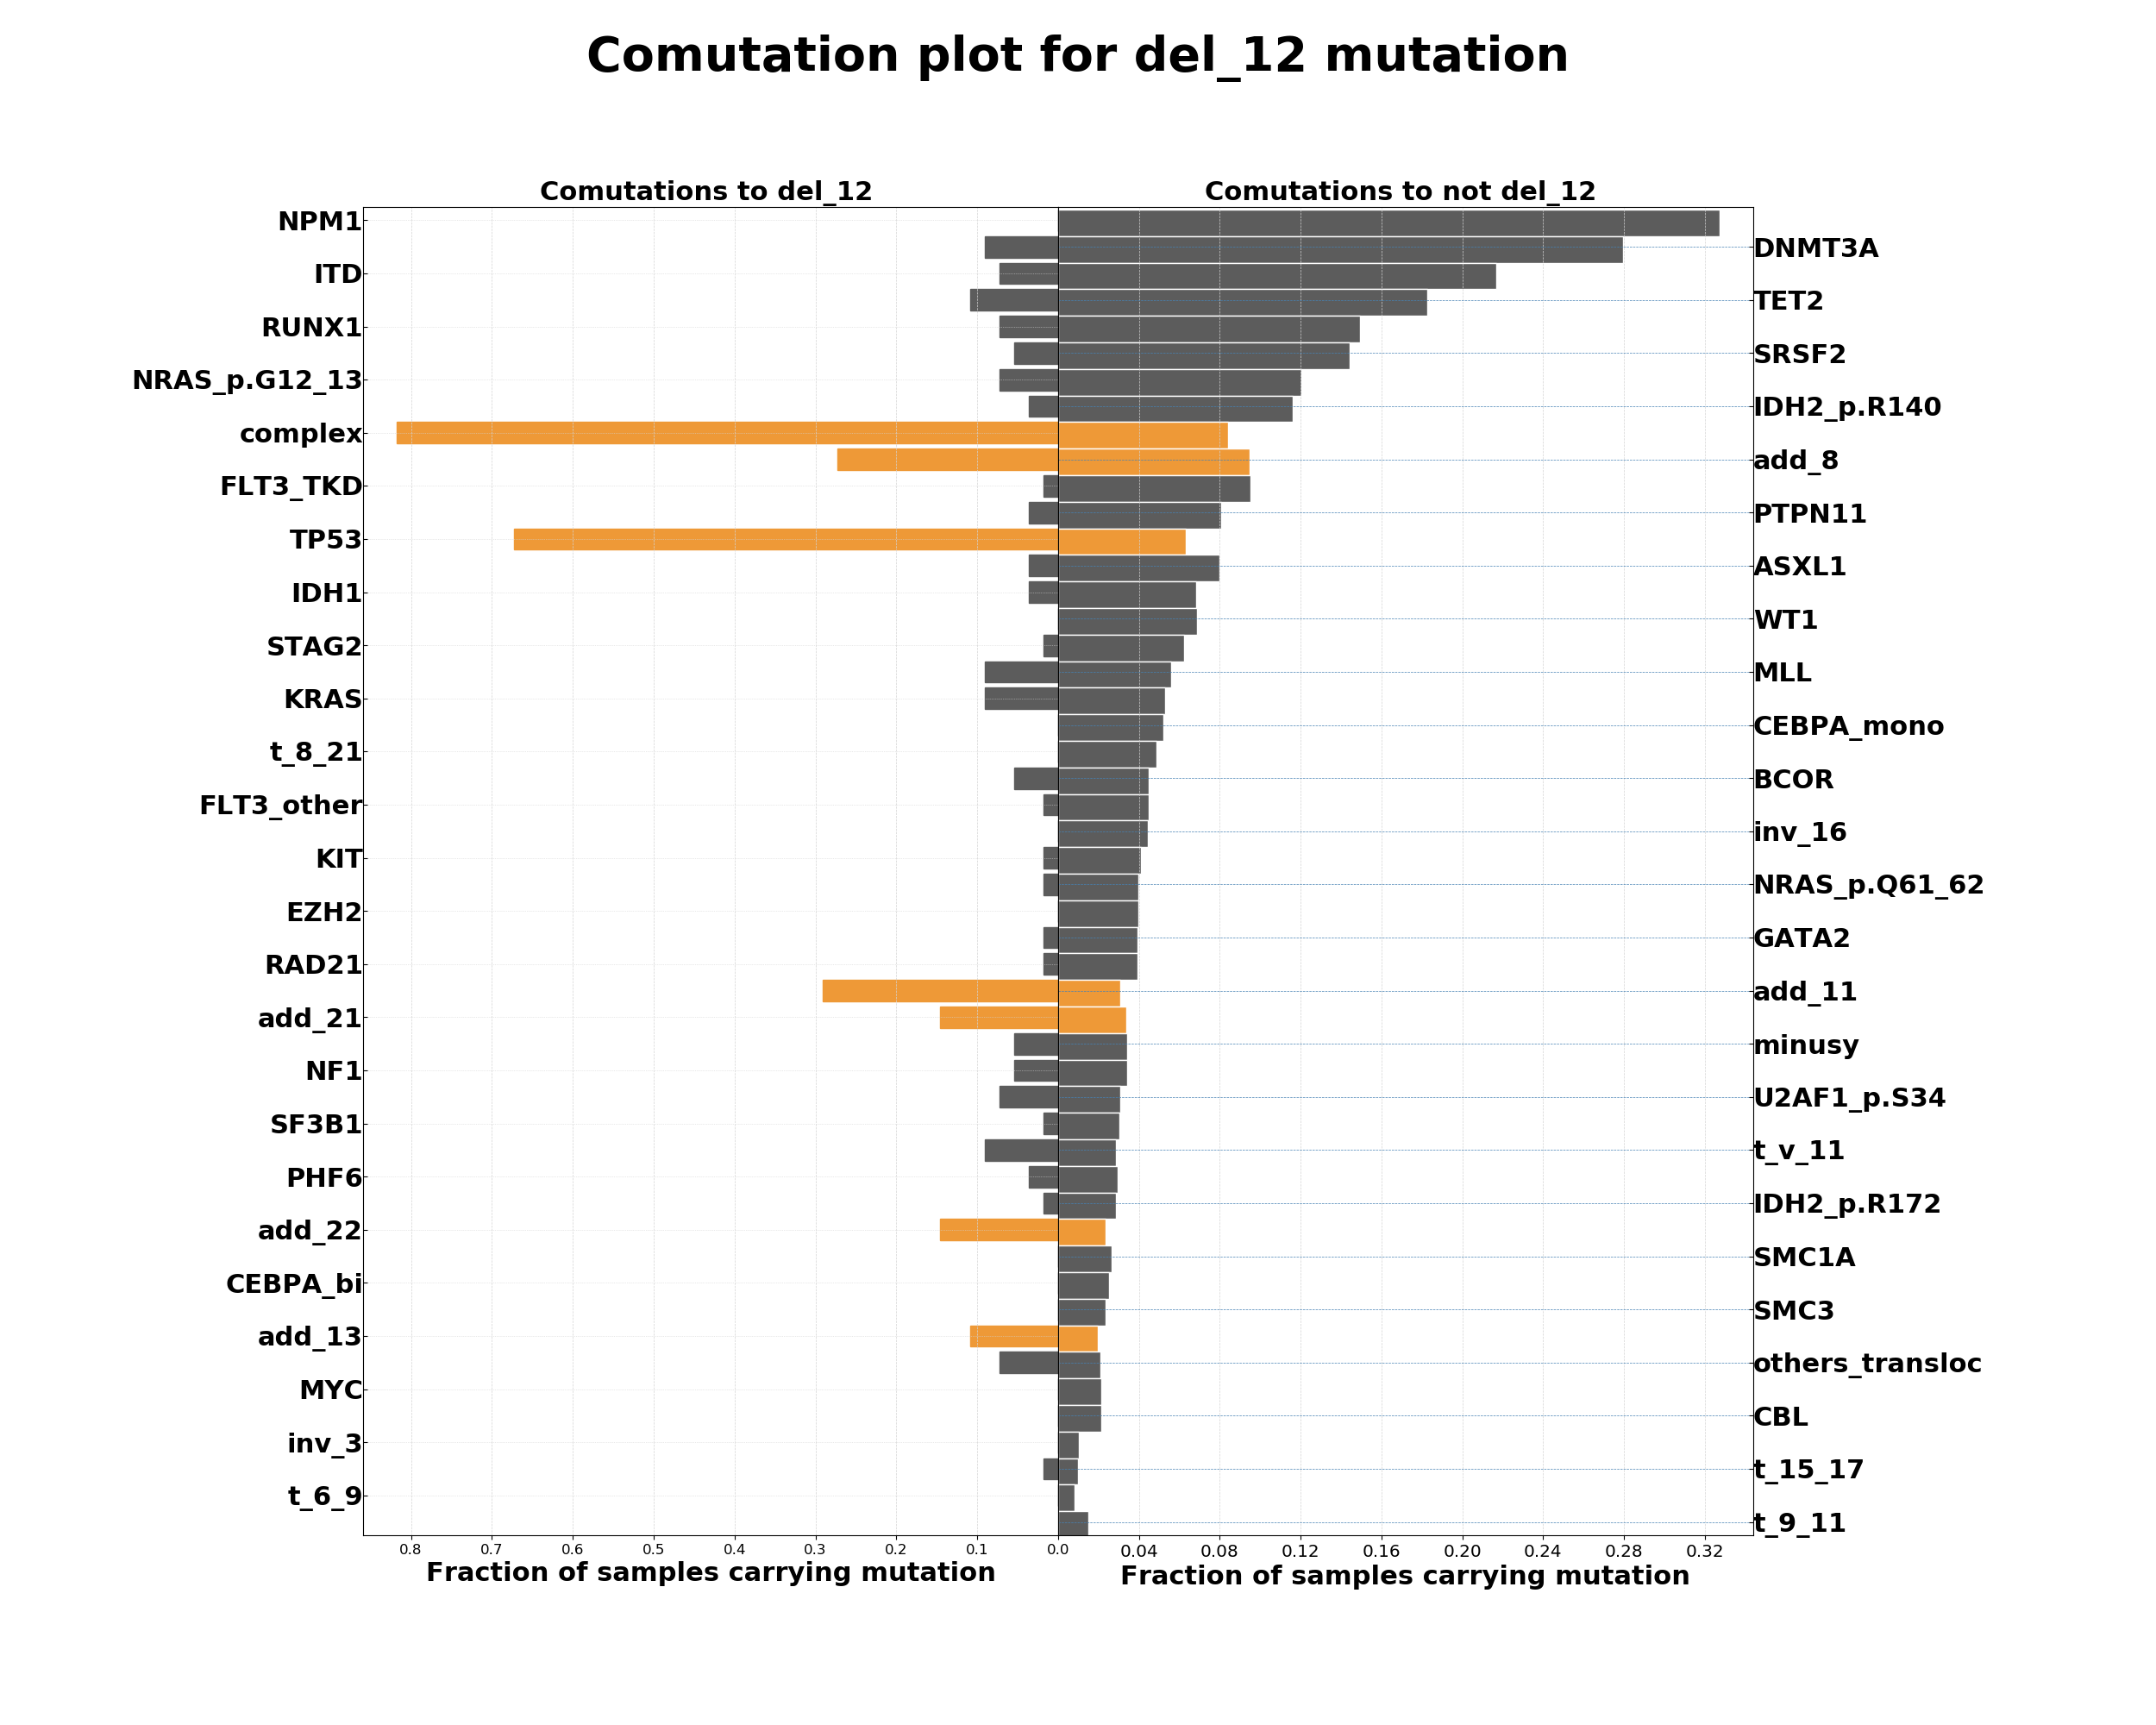 Comutation plot for del_12 mutation
Comutations to del_12
Comutations to not del_12
NPM1
DNMT3A
ITD
TET2
RUNX1
SRSF2
NRAS_p.G12_13
IDH2_p.R140
complex
add_8
FLT3_TKD
PTPN11
TP53
ASXL1
IDH1
WT1
STAG2
MLL
KRAS
CEBPA_mono
t_8_21
BCOR
FLT3_other
inv_16
KIT
NRAS_p.Q61_62
EZH2
GATA2
RAD21
add_11
add_21
minusy
NF1
U2AF1_p.S34
SF3B1
t_v_11
PHF6
IDH2_p.R172
add_22
SMC1A
CEBPA_bi
SMC3
add_13
others_transloc
MYC
CBL
inv_3
t_15_17
t_6_9
t_9_11
0.8 0.7 0.6 0.5 0.4 0.3 0.2 0.1 0.0 0.04 0.08 0.12 0.16 0.20 0.24 0.28 0.32
Fraction of samples carrying mutation
Fraction of samples carrying mutation